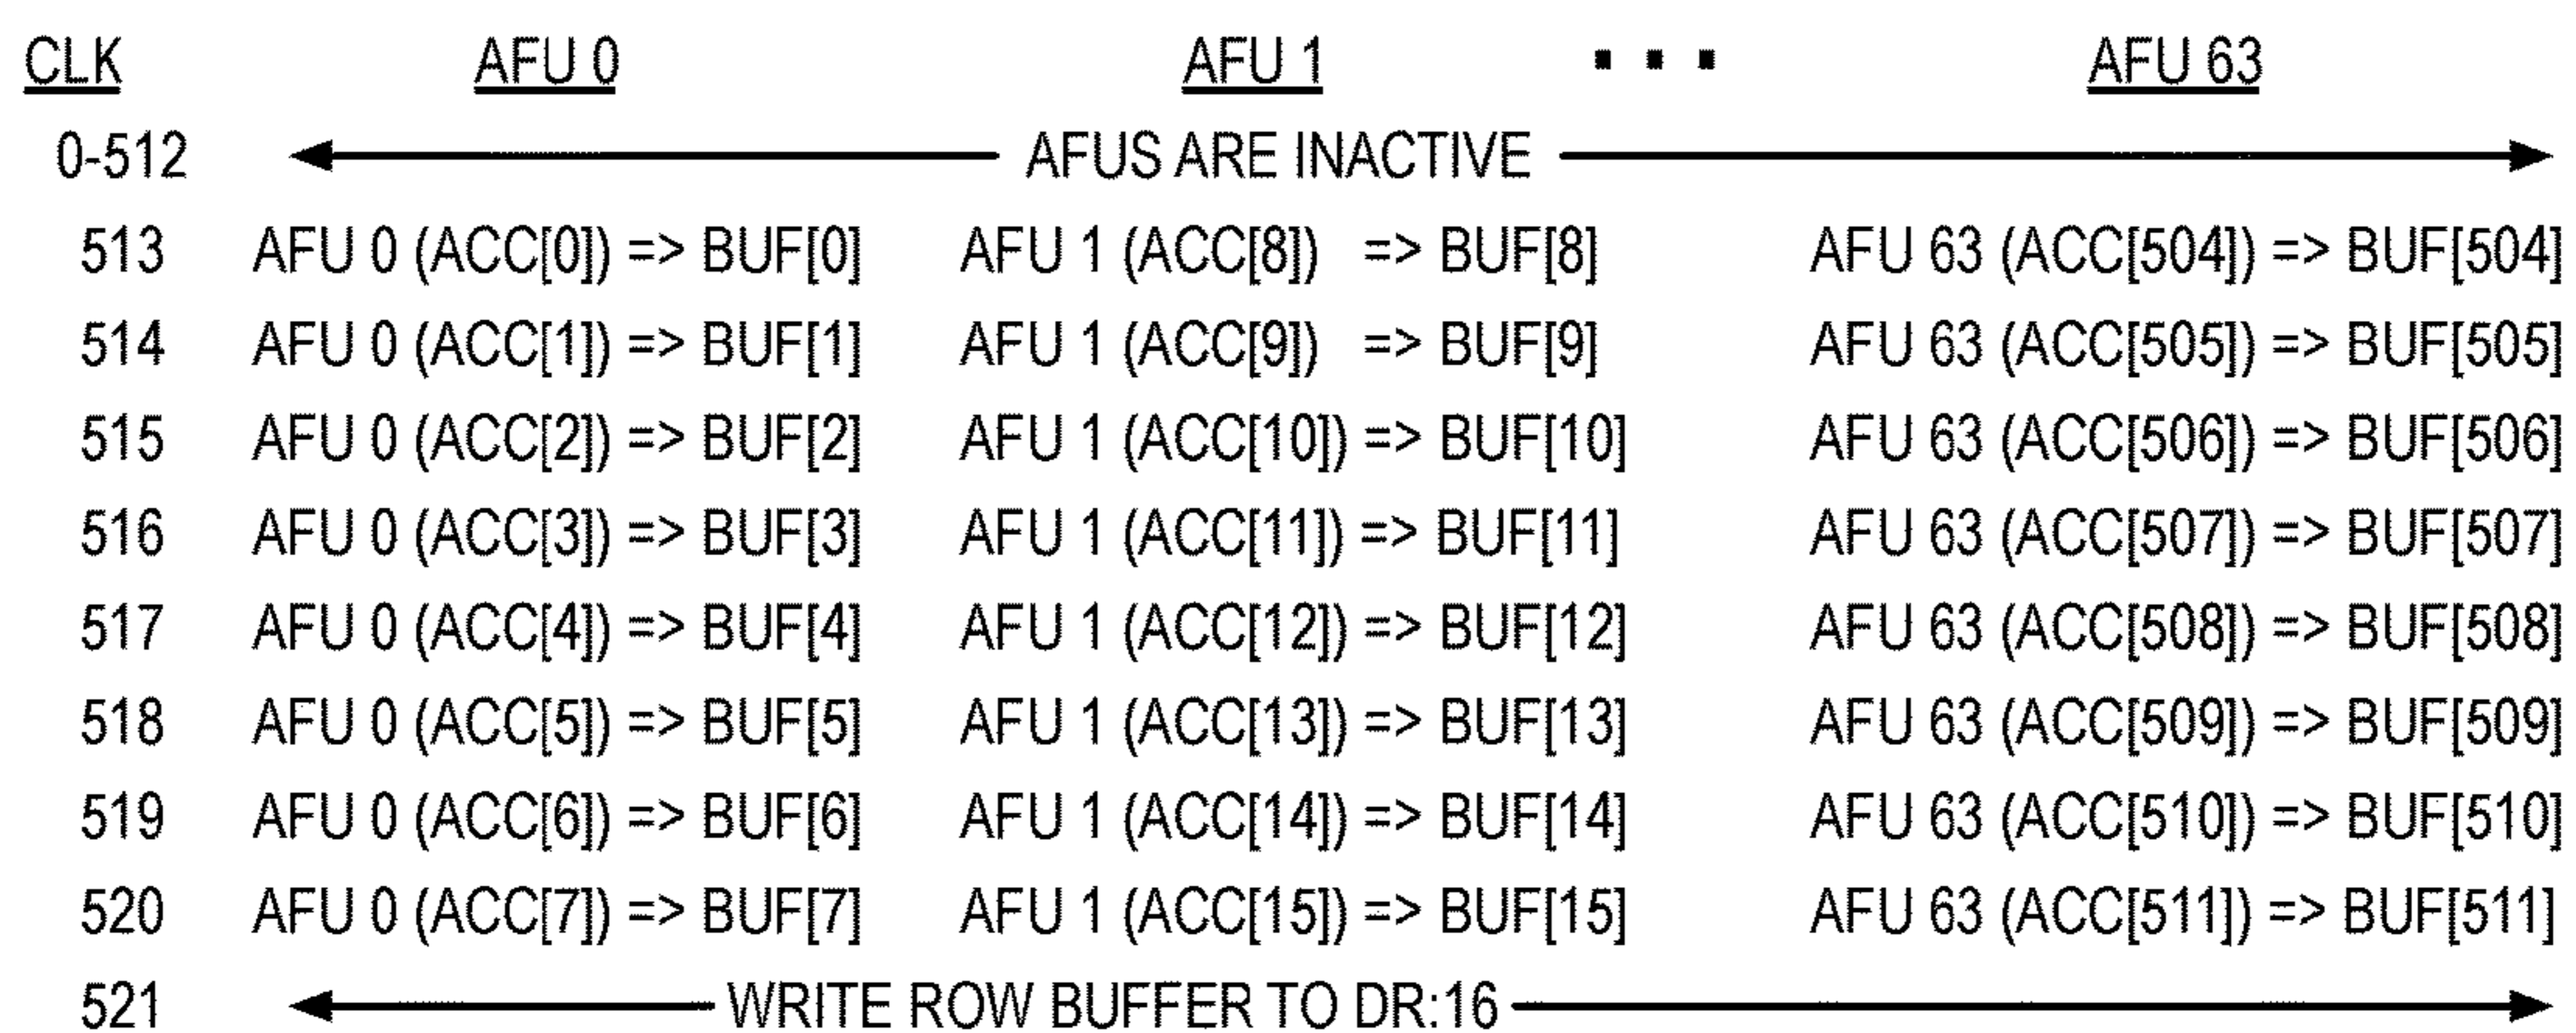 CLK AFU 0 AFU 1 ... AFU 63
0-512 AFUS ARE INACTIVE
513 AFU 0 (ACC[0]) => BUF[0] AFU 1 (ACC[8]) => BUF[8] AFU 63 (ACC[504]) => BUF[504]
514 AFU 0 (ACC[1]) => BUF[1] AFU 1 (ACC[9]) => BUF[9] AFU 63 (ACC[505]) => BUF[505]
515 AFU 0 (ACC[2]) => BUF[2] AFU 1 (ACC[10]) => BUF[10] AFU 63 (ACC[506]) => BUF[506]
516 AFU 0 (ACC[3]) => BUF[3] AFU 1 (ACC[11]) => BUF[11] AFU 63 (ACC[507]) => BUF[507]
517 AFU 0 (ACC[4]) => BUF[4] AFU 1 (ACC[12]) => BUF[12] AFU 63 (ACC[508]) => BUF[508]
518 AFU 0 (ACC[5]) => BUF[5] AFU 1 (ACC[13]) => BUF[13] AFU 63 (ACC[509]) => BUF[509]
519 AFU 0 (ACC[6]) => BUF[6] AFU 1 (ACC[14]) => BUF[14] AFU 63 (ACC[510]) => BUF[510]
520 AFU 0 (ACC[7]) => BUF[7] AFU 1 (ACC[15]) => BUF[15] AFU 63 (ACC[511]) => BUF[511]
521 WRITE ROW BUFFER TO DR:16